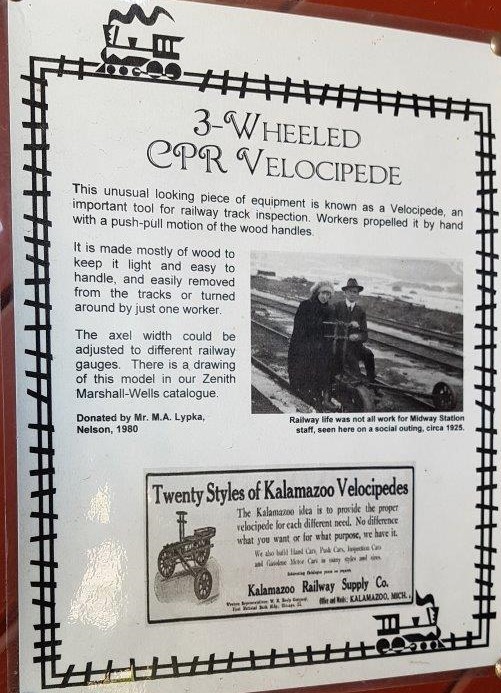 3-WHEELED
CPR VELOCIPEDE
This unusual looking piece of equipment is known as a Velocipede, an
important tool for railway track inspection. Workers propelled it by hand
with a push-pull motion of the wood handles.
It is made mostly of wood to
keep it light and easy to
handle, and easily removed
from the tracks or turned
around by just one worker.
The axel width could be
adjusted to different railway
gauges. There is a drawing
of this model in our Zenith
Marshall-Wells catalogue.
Donated by Mr. M.A. Lypka,
Nelson, 1980
Railway life was not all work for Midway Station
staff, seen here on a social outing, circa 1925.
Twenty Styles of Kalamazoo Velocipedes
The Kalamazoo idea is to provide the proper
velocipede for each different need. No difference
what you want or for what purpose, we have it.
We also build Hand Cars, Push Cars, Inspection Cars
and Gasolene Motor Cars in many styles and sizes.
Kalamazoo Railway Supply Co.
Office and Works: KALAMAZOO, MICH.